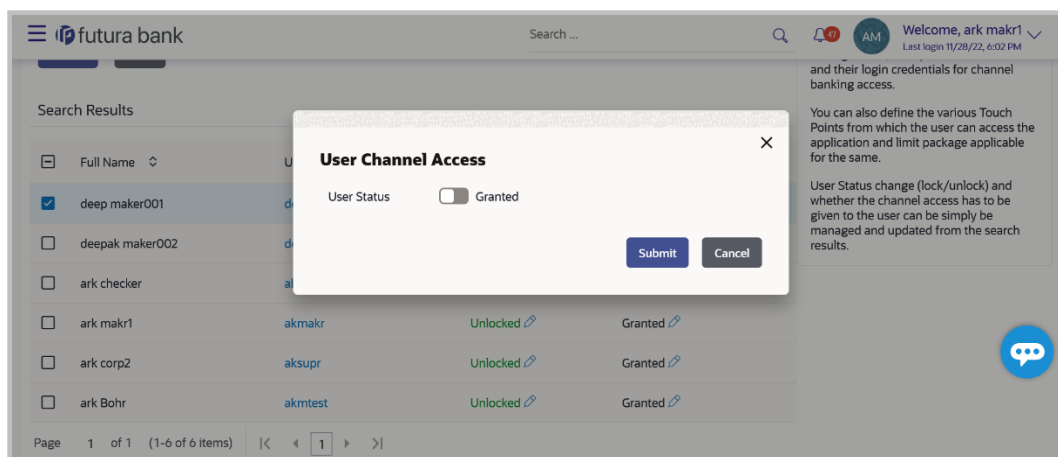 futura bank
Search ...
47
AM
Welcome, ark makr1
Last login 11/28/22, 6:02 PM
and their login credentials for channel
banking access.
You can also define the various Touch
Points from which the user can access the
application and limit package applicable
for the same.
User Status change (lock/unlock) and
whether the channel access has to be
given to the user can be simply be
managed and updated from the search
results.
Search Results
Full Name U
deep maker001 de
deepak maker002 de
ark checker
ark makr1 akmakr Unlocked Granted
ark corp2 aksupr Unlocked Granted
ark Bohr akmtest Unlocked Granted
Page 1 of 1 (1-6 of 6 items) 1
User Channel Access
User Status Granted
Submit Cancel